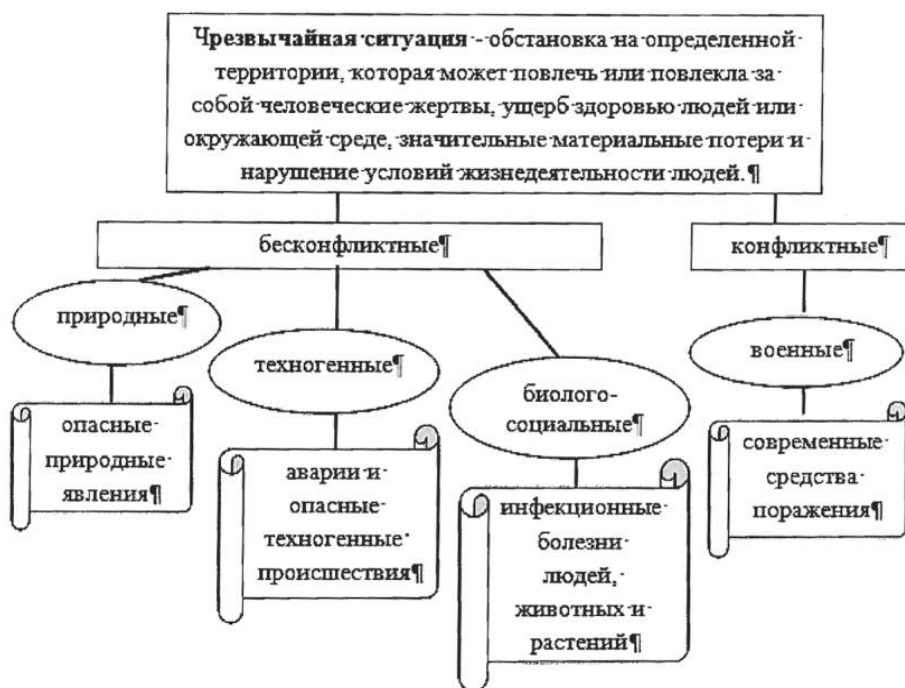 Чрезвычайная·ситуация·–·обстановка·на·определенной·
территории,·которая·может·повлечь·или·повлекла·за·
собой·человеческие·жертвы,·ущерб·здоровью·людей·или·
окружающей·среде,·значительные·материальные·потери·и·
нарушение·условий·жизнедеятельности·людей.¶
бесконфликтные¶
конфликтные¶
природные¶
техногенные¶
биолого-
социальные¶
военные¶
опасные·
природные·
явления¶
аварии·и·
опасные·
техногенные·
происшествия¶
инфекционные·
болезни·
людей,·
животных·и·
растений¶
современные·
средства·
поражения¶